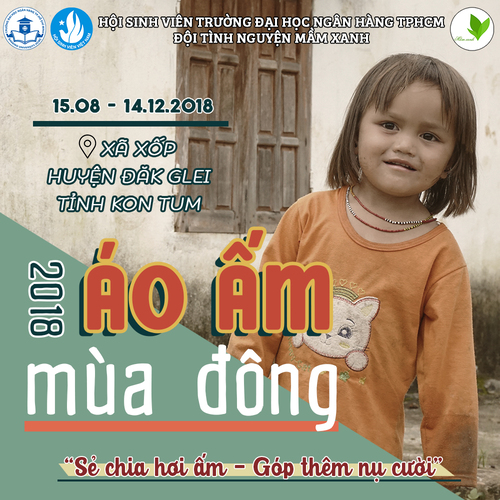 HỘI SINH VIÊN TRƯỜNG ĐẠI HỌC NGÂN HÀNG TPHCM
ĐỘI TÌNH NGUYỆN MẦM XANH
15.08 - 14.12.2018
XÃ XỐP
HUYỆN ĐĂK GLEI
TỈNH KON TUM
2018
ÁO ẤM
mùa đông
“Sẻ chia hơi ấm - Góp thêm nụ cười”